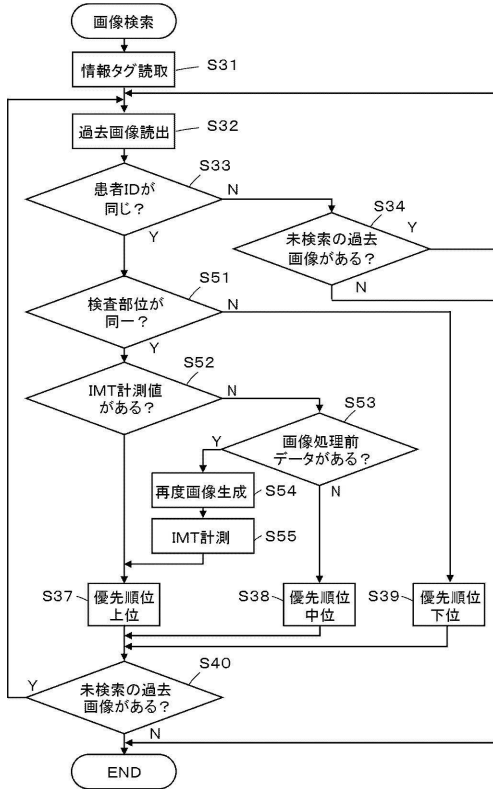 画像検索
情報タグ読取
S31
過去画像読出
S32
患者IDが
同じ?
S33
N
Y
未検索の過去
画像がある?
S34
Y
N
検査部位が
同一?
S51
N
Y
IMT計測値
がある?
S52
N
画像処理前
データがある?
S53
Y
N
再度画像生成
S54
IMT計測
S55
S37
優先順位
上位
S38
優先順位
中位
S39
優先順位
下位
未検索の過去
画像がある?
S40
Y
N
END